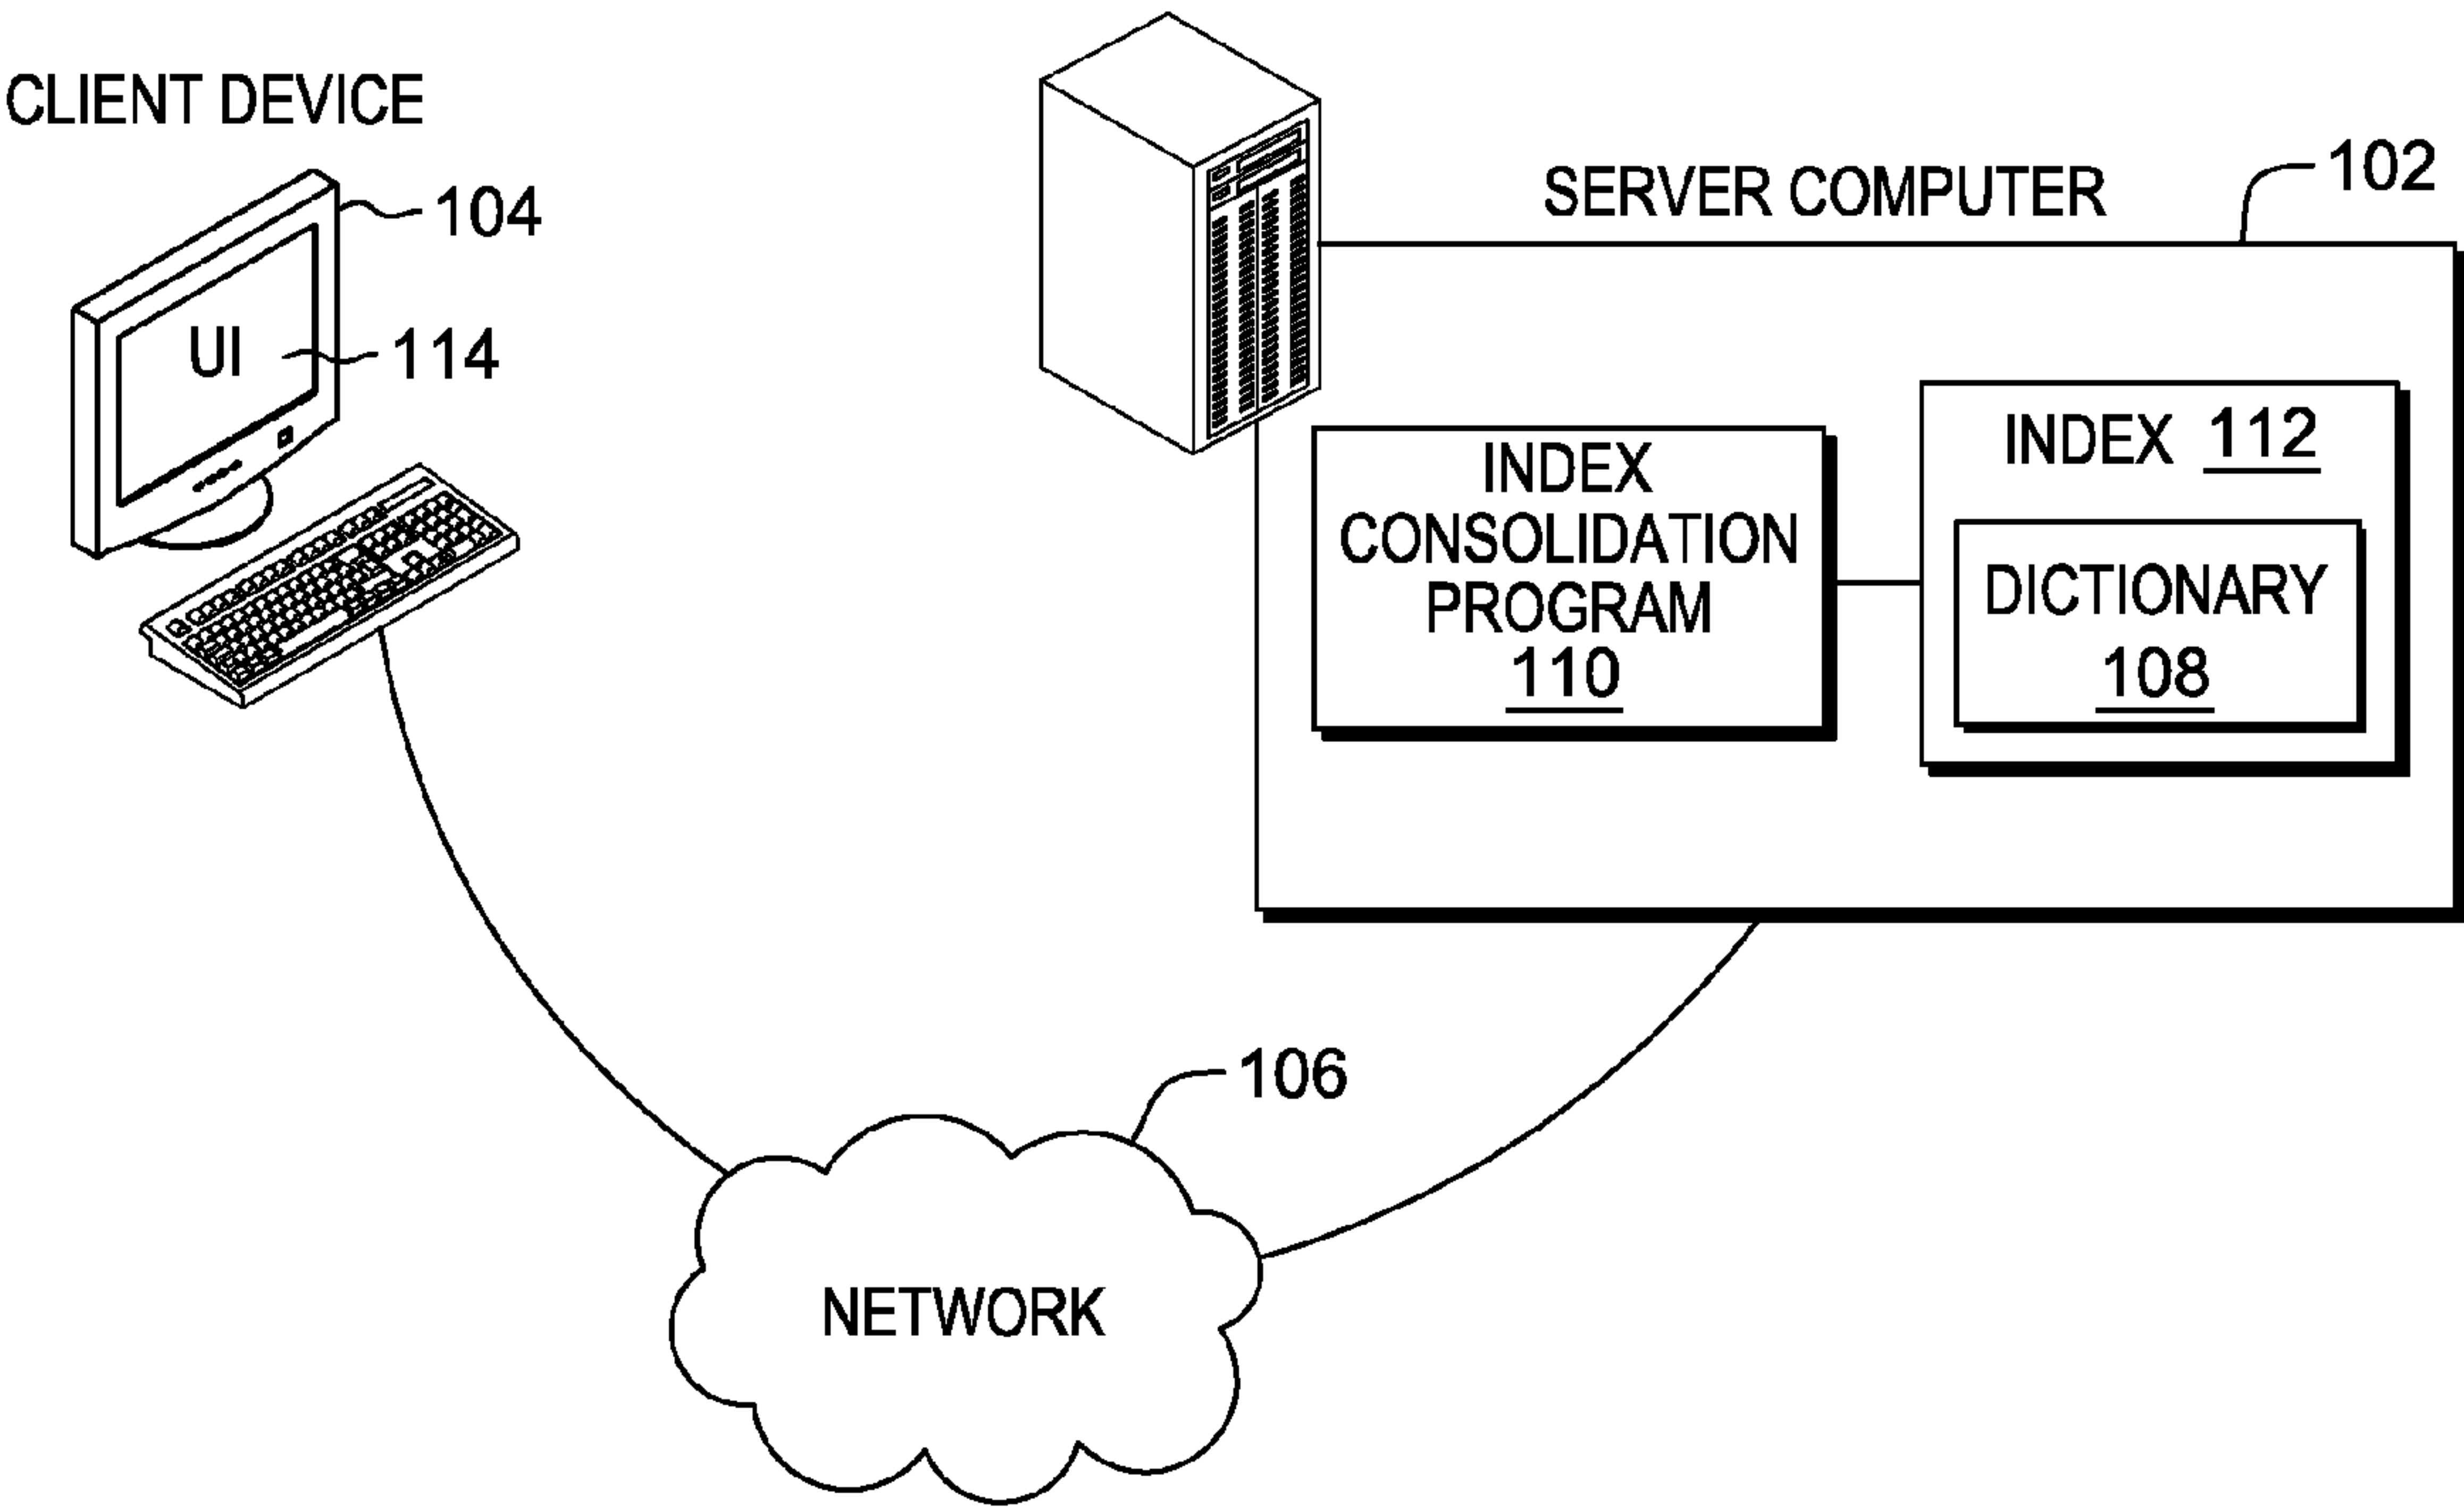 CLIENT DEVICE
104
UI
114
SERVER COMPUTER
102
INDEX
CONSOLIDATION
PROGRAM
110
INDEX 112
DICTIONARY
108
106
NETWORK